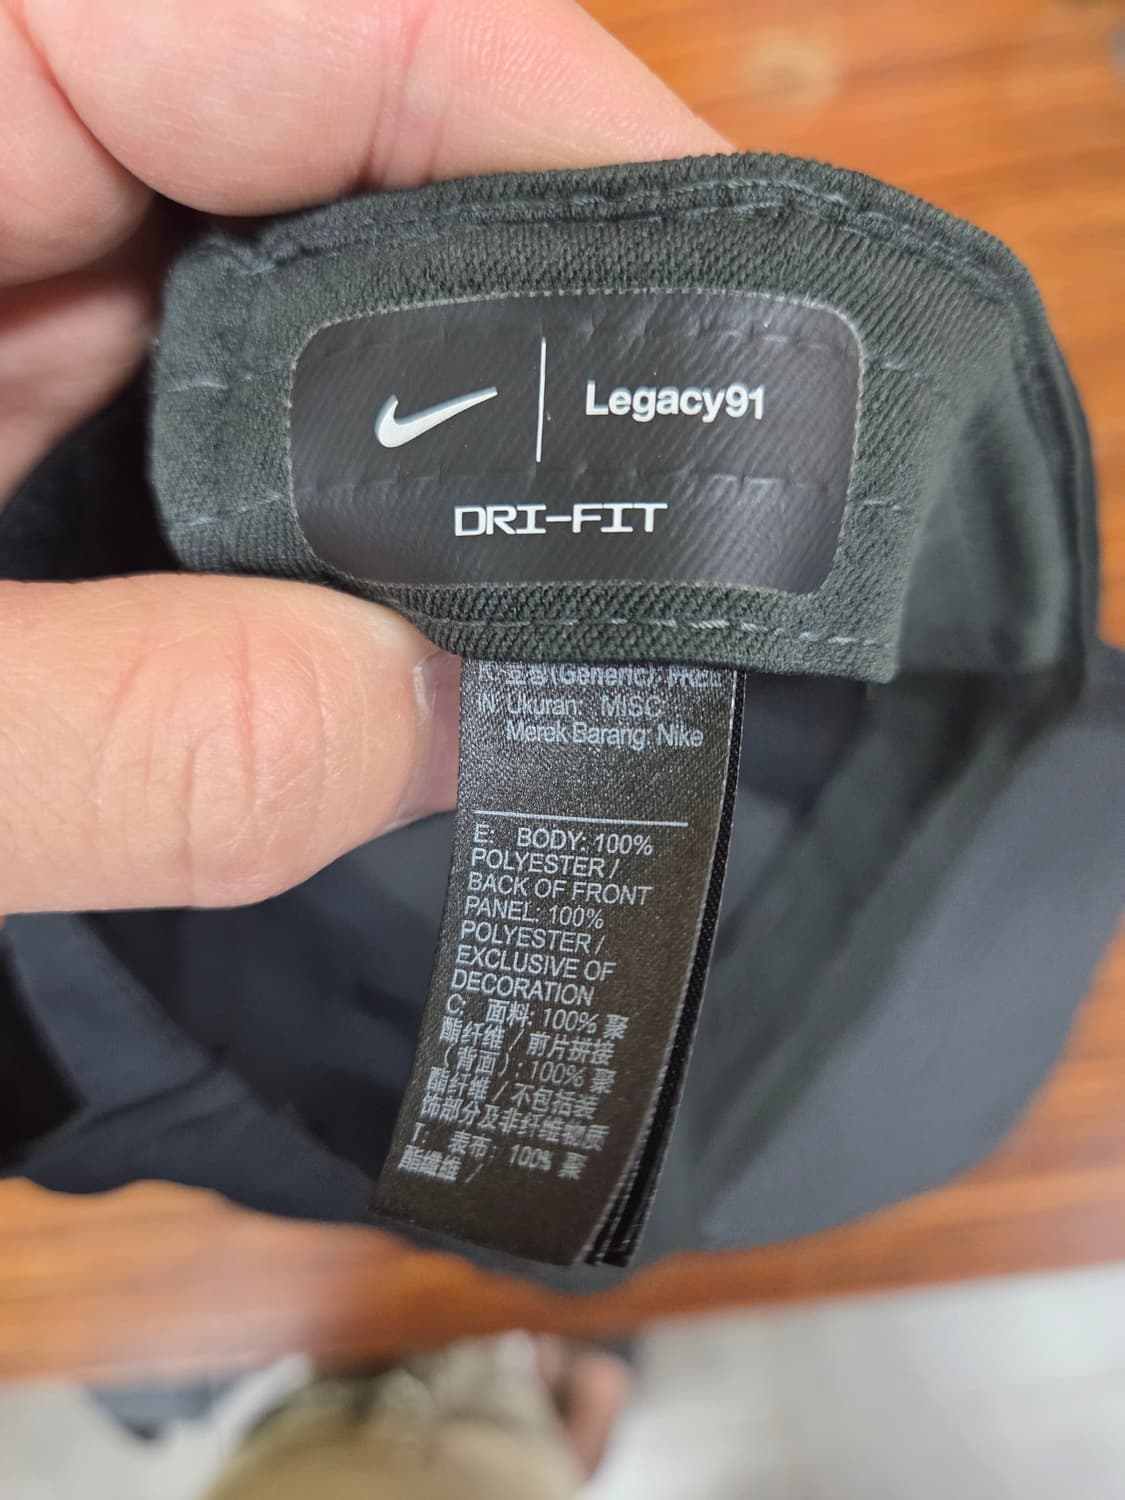 Legacy91
DRI-FIT
(Generic):
IN Ukuran: MISC
Merek Barang: Nike
E: BODY: 100%
POLYESTER /
BACK OF FRONT
PANEL: 100%
POLYESTER /
EXCLUSIVE OF
DECORATION
C: 面料: 100% 聚
酯纤维 / 前片拼接
(背面): 100% 聚
酯纤维 / 不包括装
饰部分及非纤维物质
T: 表布: 100% 聚
酯纖維 /